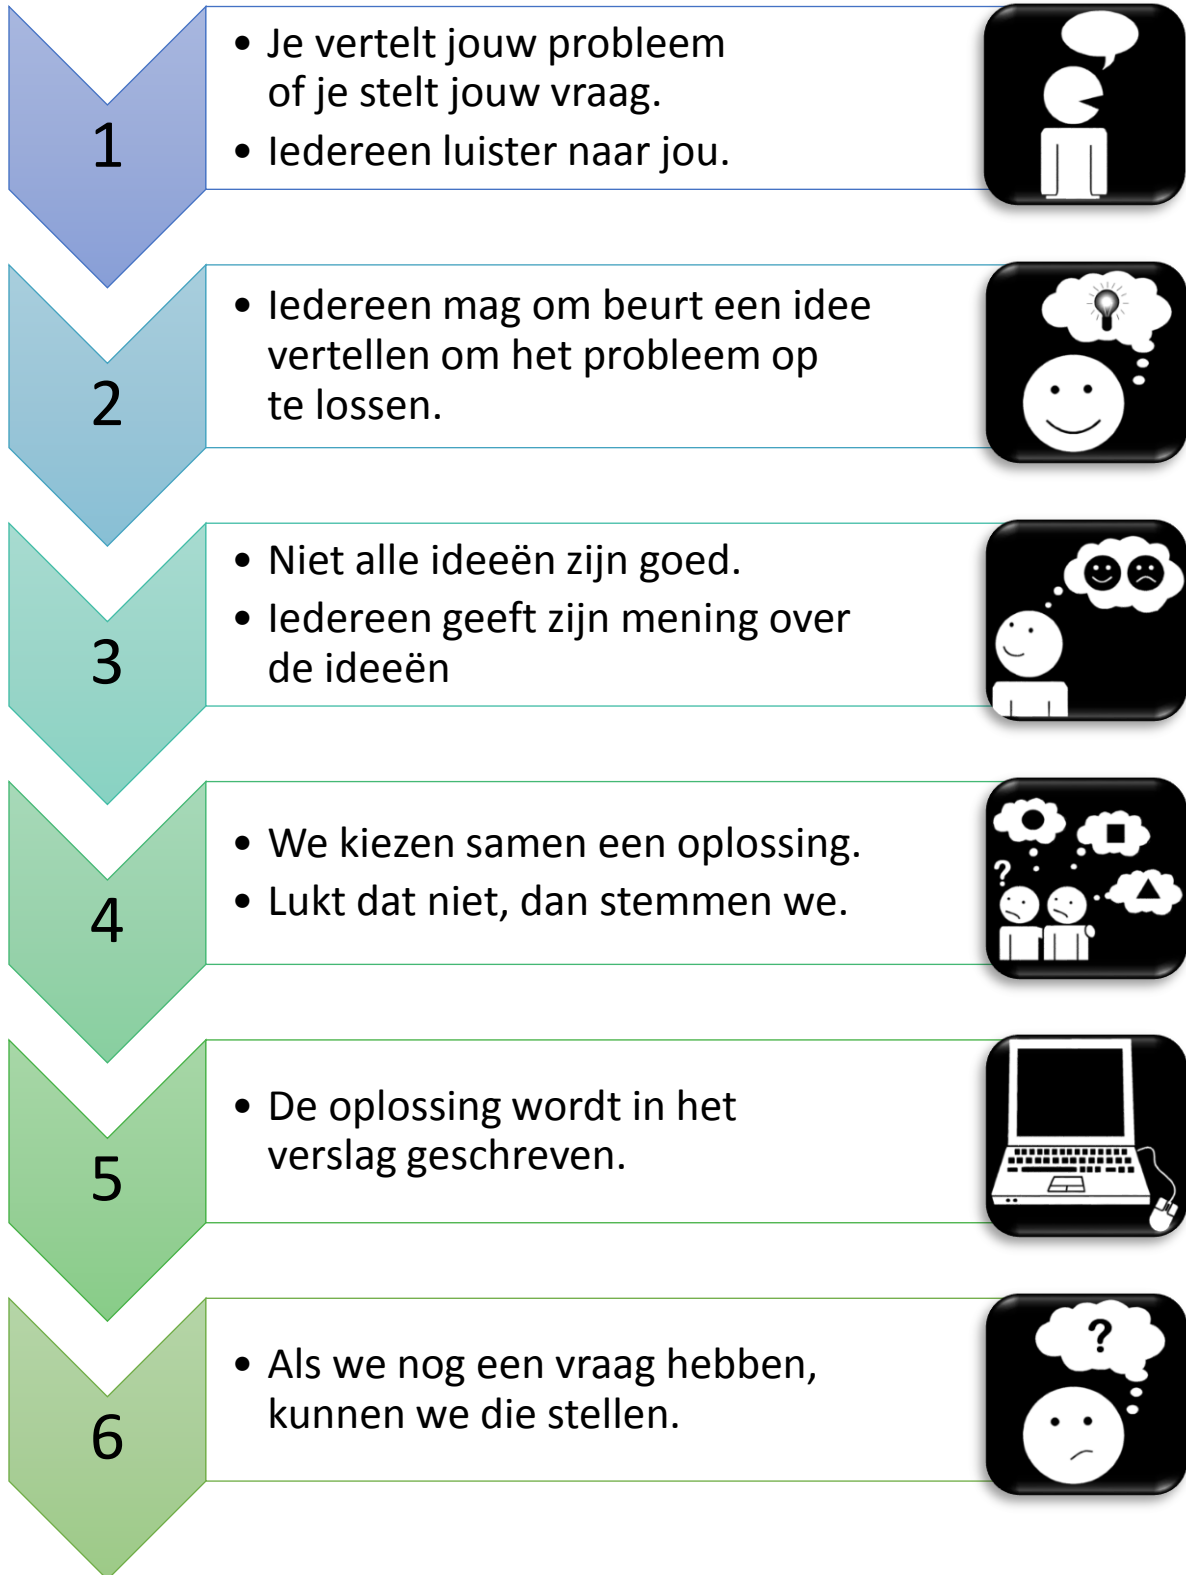 1
• Je vertelt jouw probleem
of je stelt jouw vraag.
• Iedereen luister naar jou.
2
• Iedereen mag om beurt een idee
vertellen om het probleem op
te lossen.
3
• Niet alle ideeën zijn goed.
• Iedereen geeft zijn mening over
de ideeën
4
• We kiezen samen een oplossing.
• Lukt dat niet, dan stemmen we.
?
5
• De oplossing wordt in het
verslag geschreven.
6
• Als we nog een vraag hebben,
kunnen we die stellen.
?